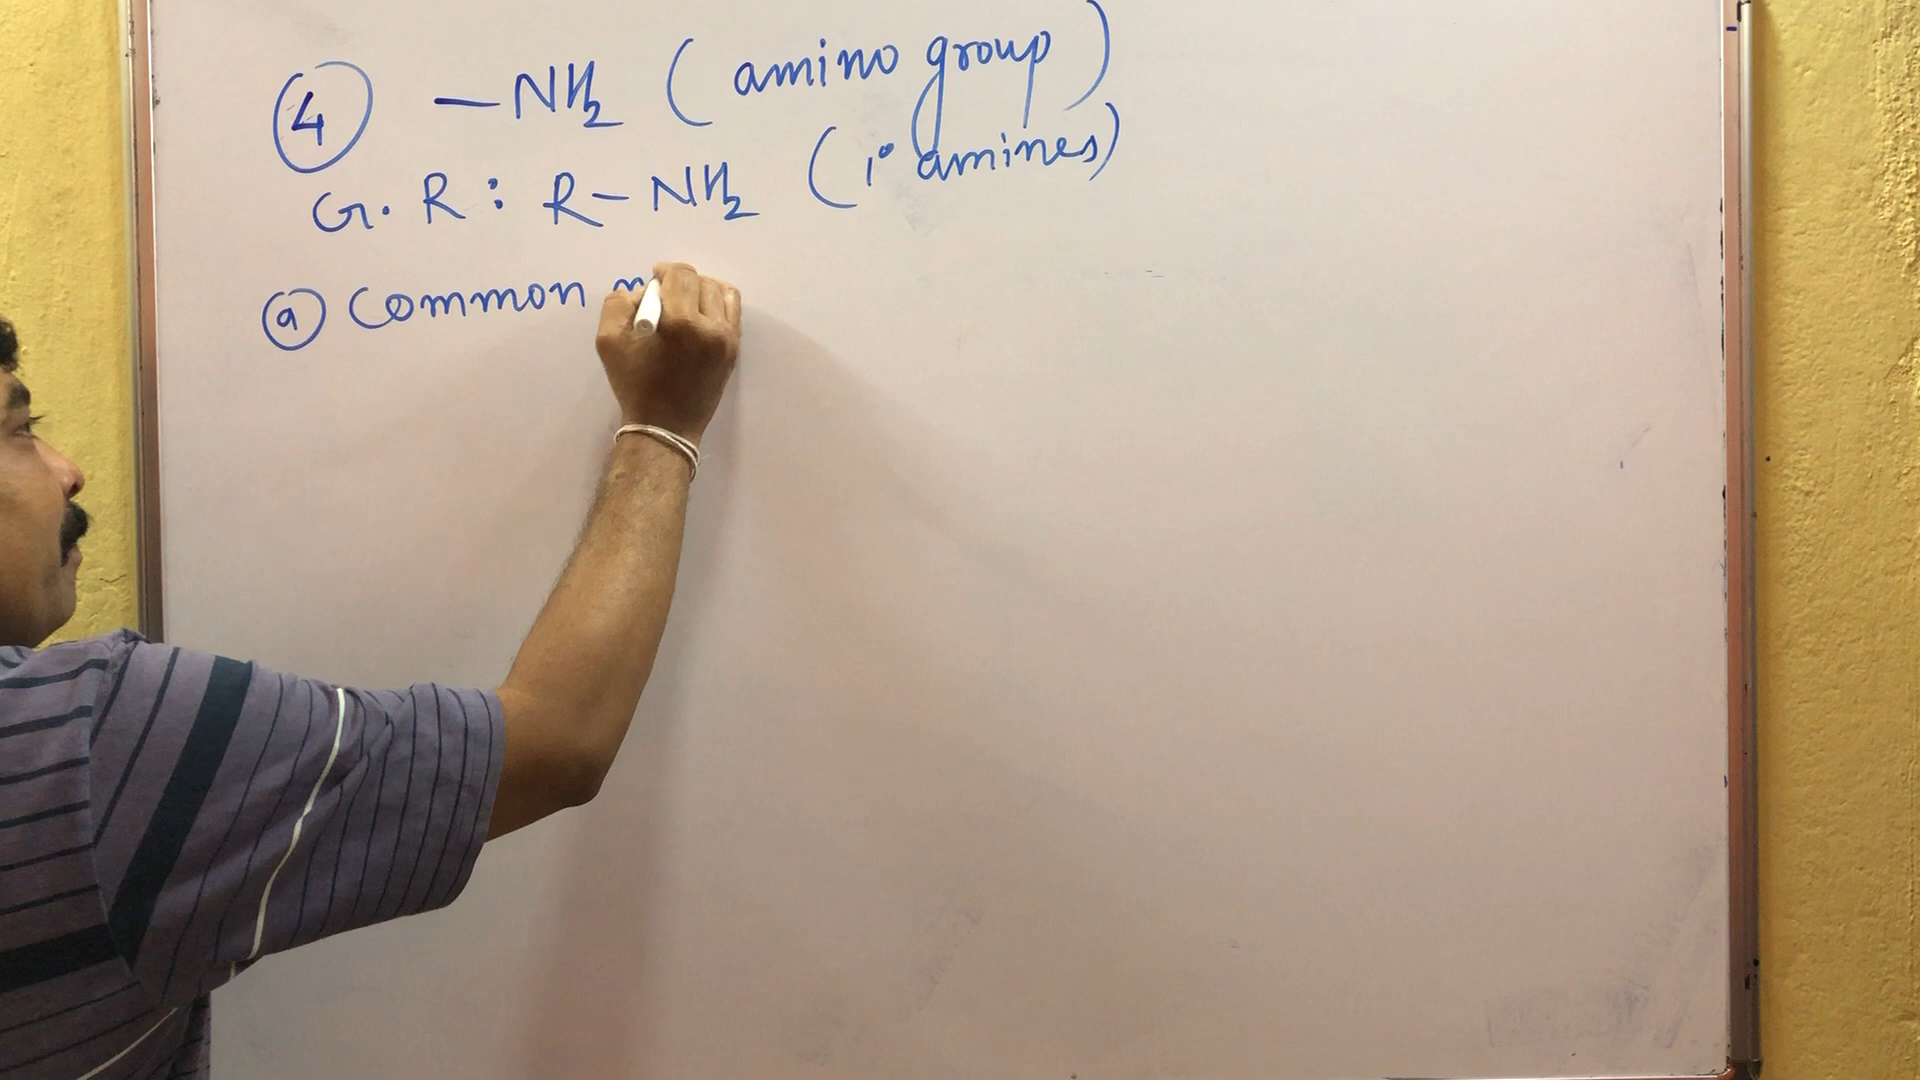 ④ —NH₂ (amino group)
G.R : R–NH₂ (1° amines)
ⓐ Common